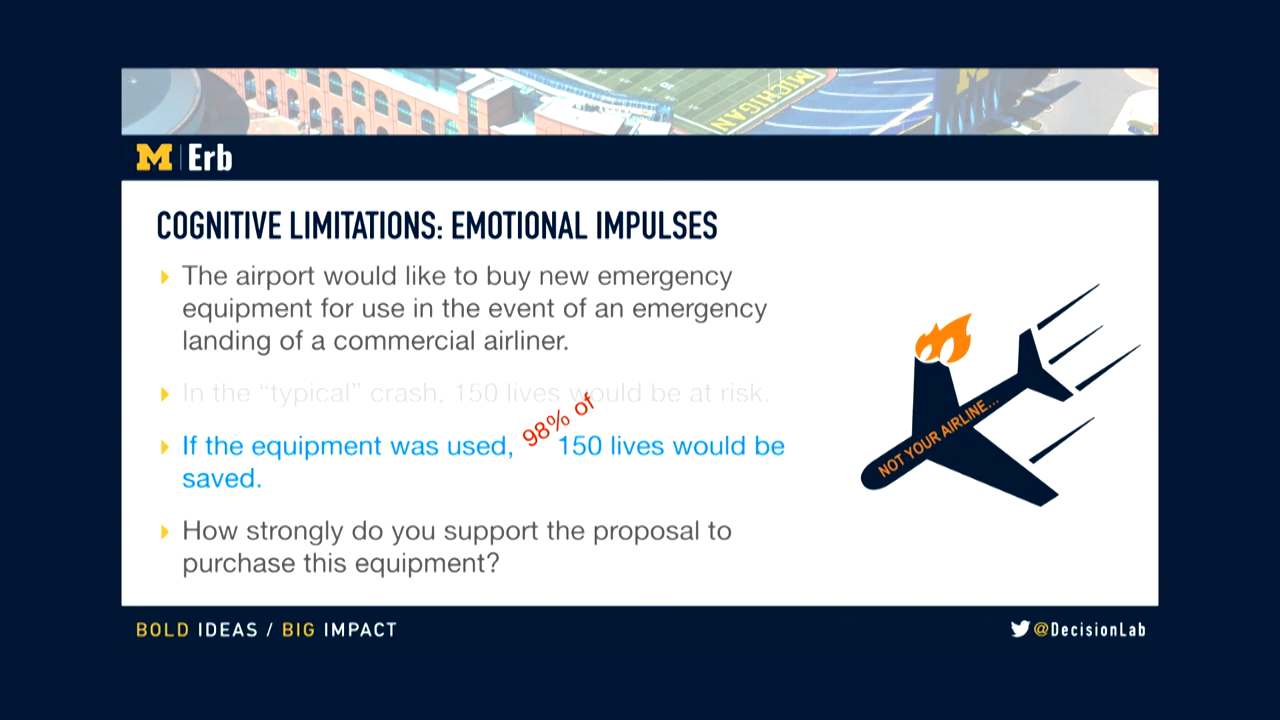 MICHIGAN
M
M | Erb
COGNITIVE LIMITATIONS: EMOTIONAL IMPULSES
The airport would like to buy new emergency
equipment for use in the event of an emergency
landing of a commercial airliner.
In the “typical” crash, 150 lives would be at risk.
98% of
If the equipment was used, 150 lives would be
saved.
How strongly do you support the proposal to
purchase this equipment?
NOT YOUR AIRLINE...
BOLD IDEAS / BIG IMPACT
@DecisionLab